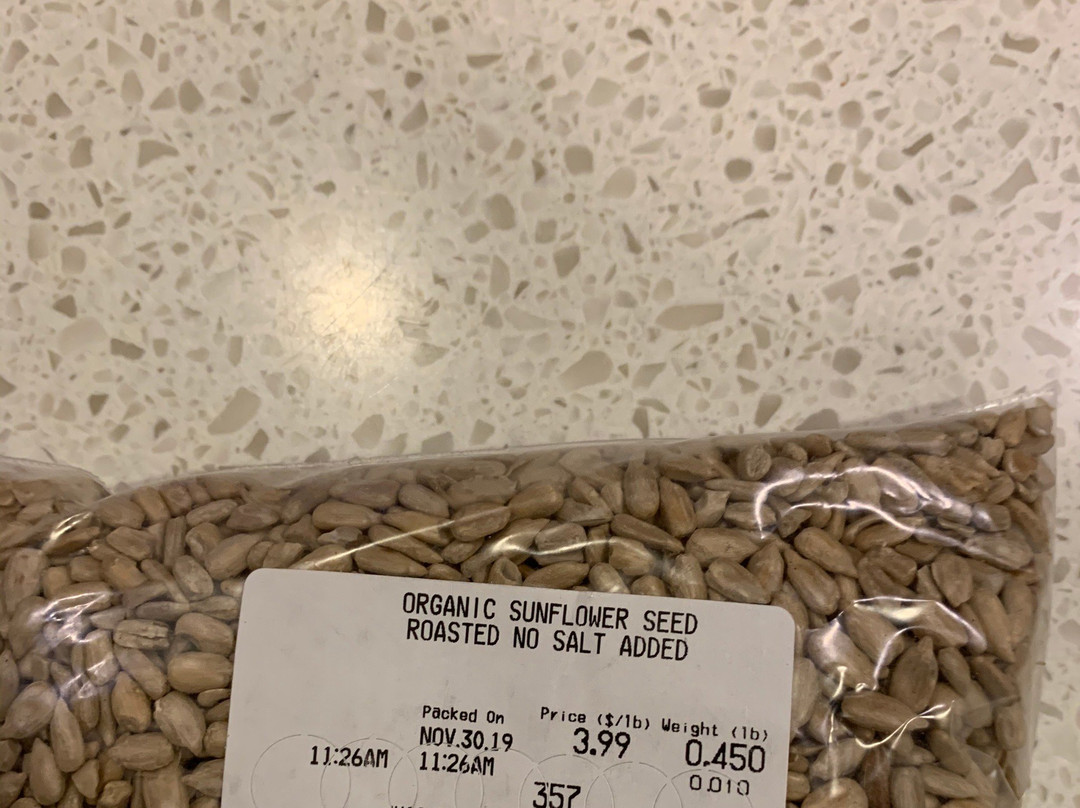 ORGANIC SUNFLOWER SEED
ROASTED NO SALT ADDED
Packed On Price ($/lb) Weight (lb)
NOV.30.19 3.99 0.450
11:26AM 11:26AM 0.010
357